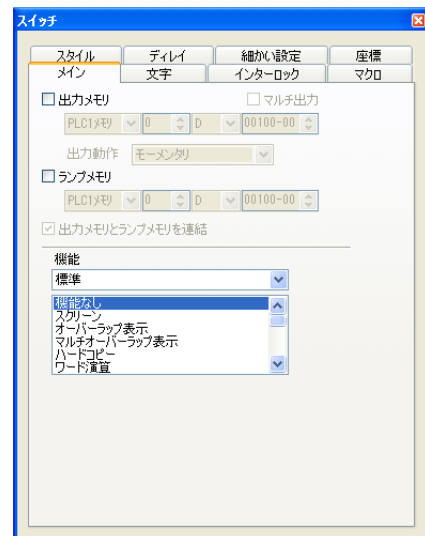 スイッチ
スタイル ディレイ 細かい設定 座標
メイン 文字 インターロック マクロ
出力メモリ マルチ出力
PLC1メモリ 0 D 00100-00
出力動作 モーメンタリ
ランプメモリ
PLC1メモリ 0 D 00100-00
出力メモリとランプメモリを連結
機能
標準
機能なし
スクリーン
オーバーラップ表示
マルチオーバーラップ表示
ハードコピー
ワード演算